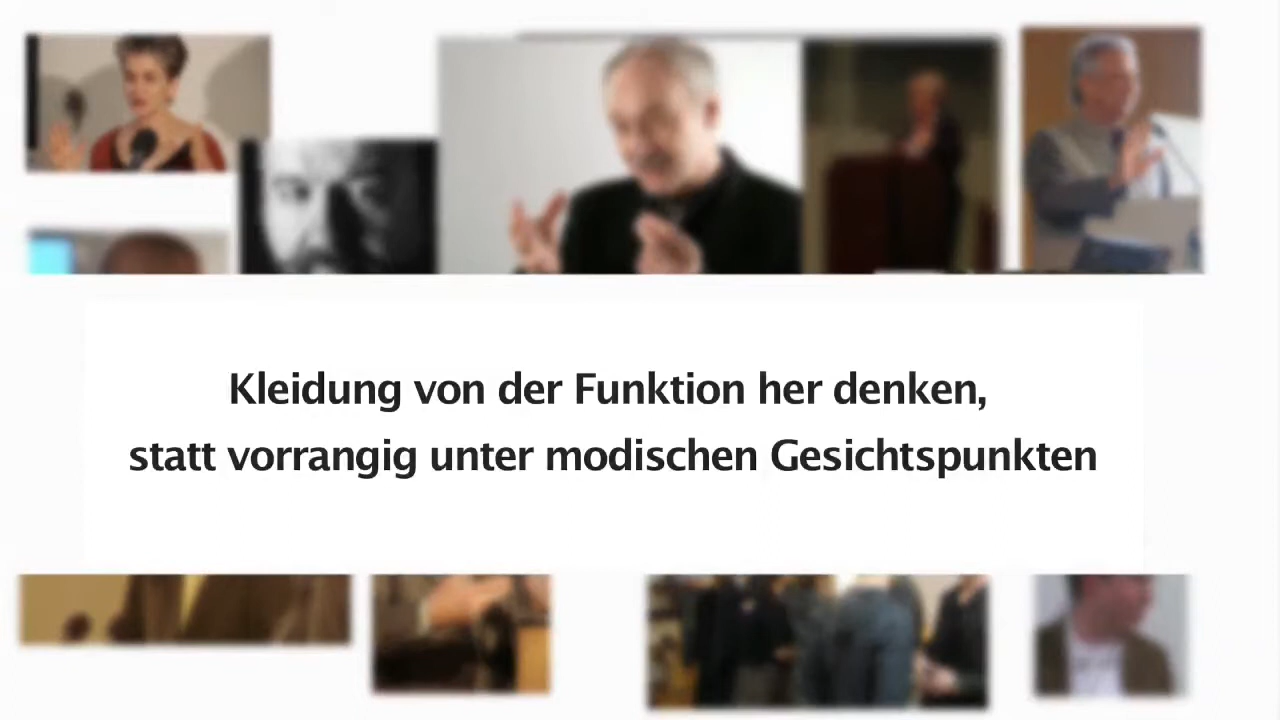 Kleidung von der Funktion her denken,
statt vorrangig unter modischen Gesichtspunkten